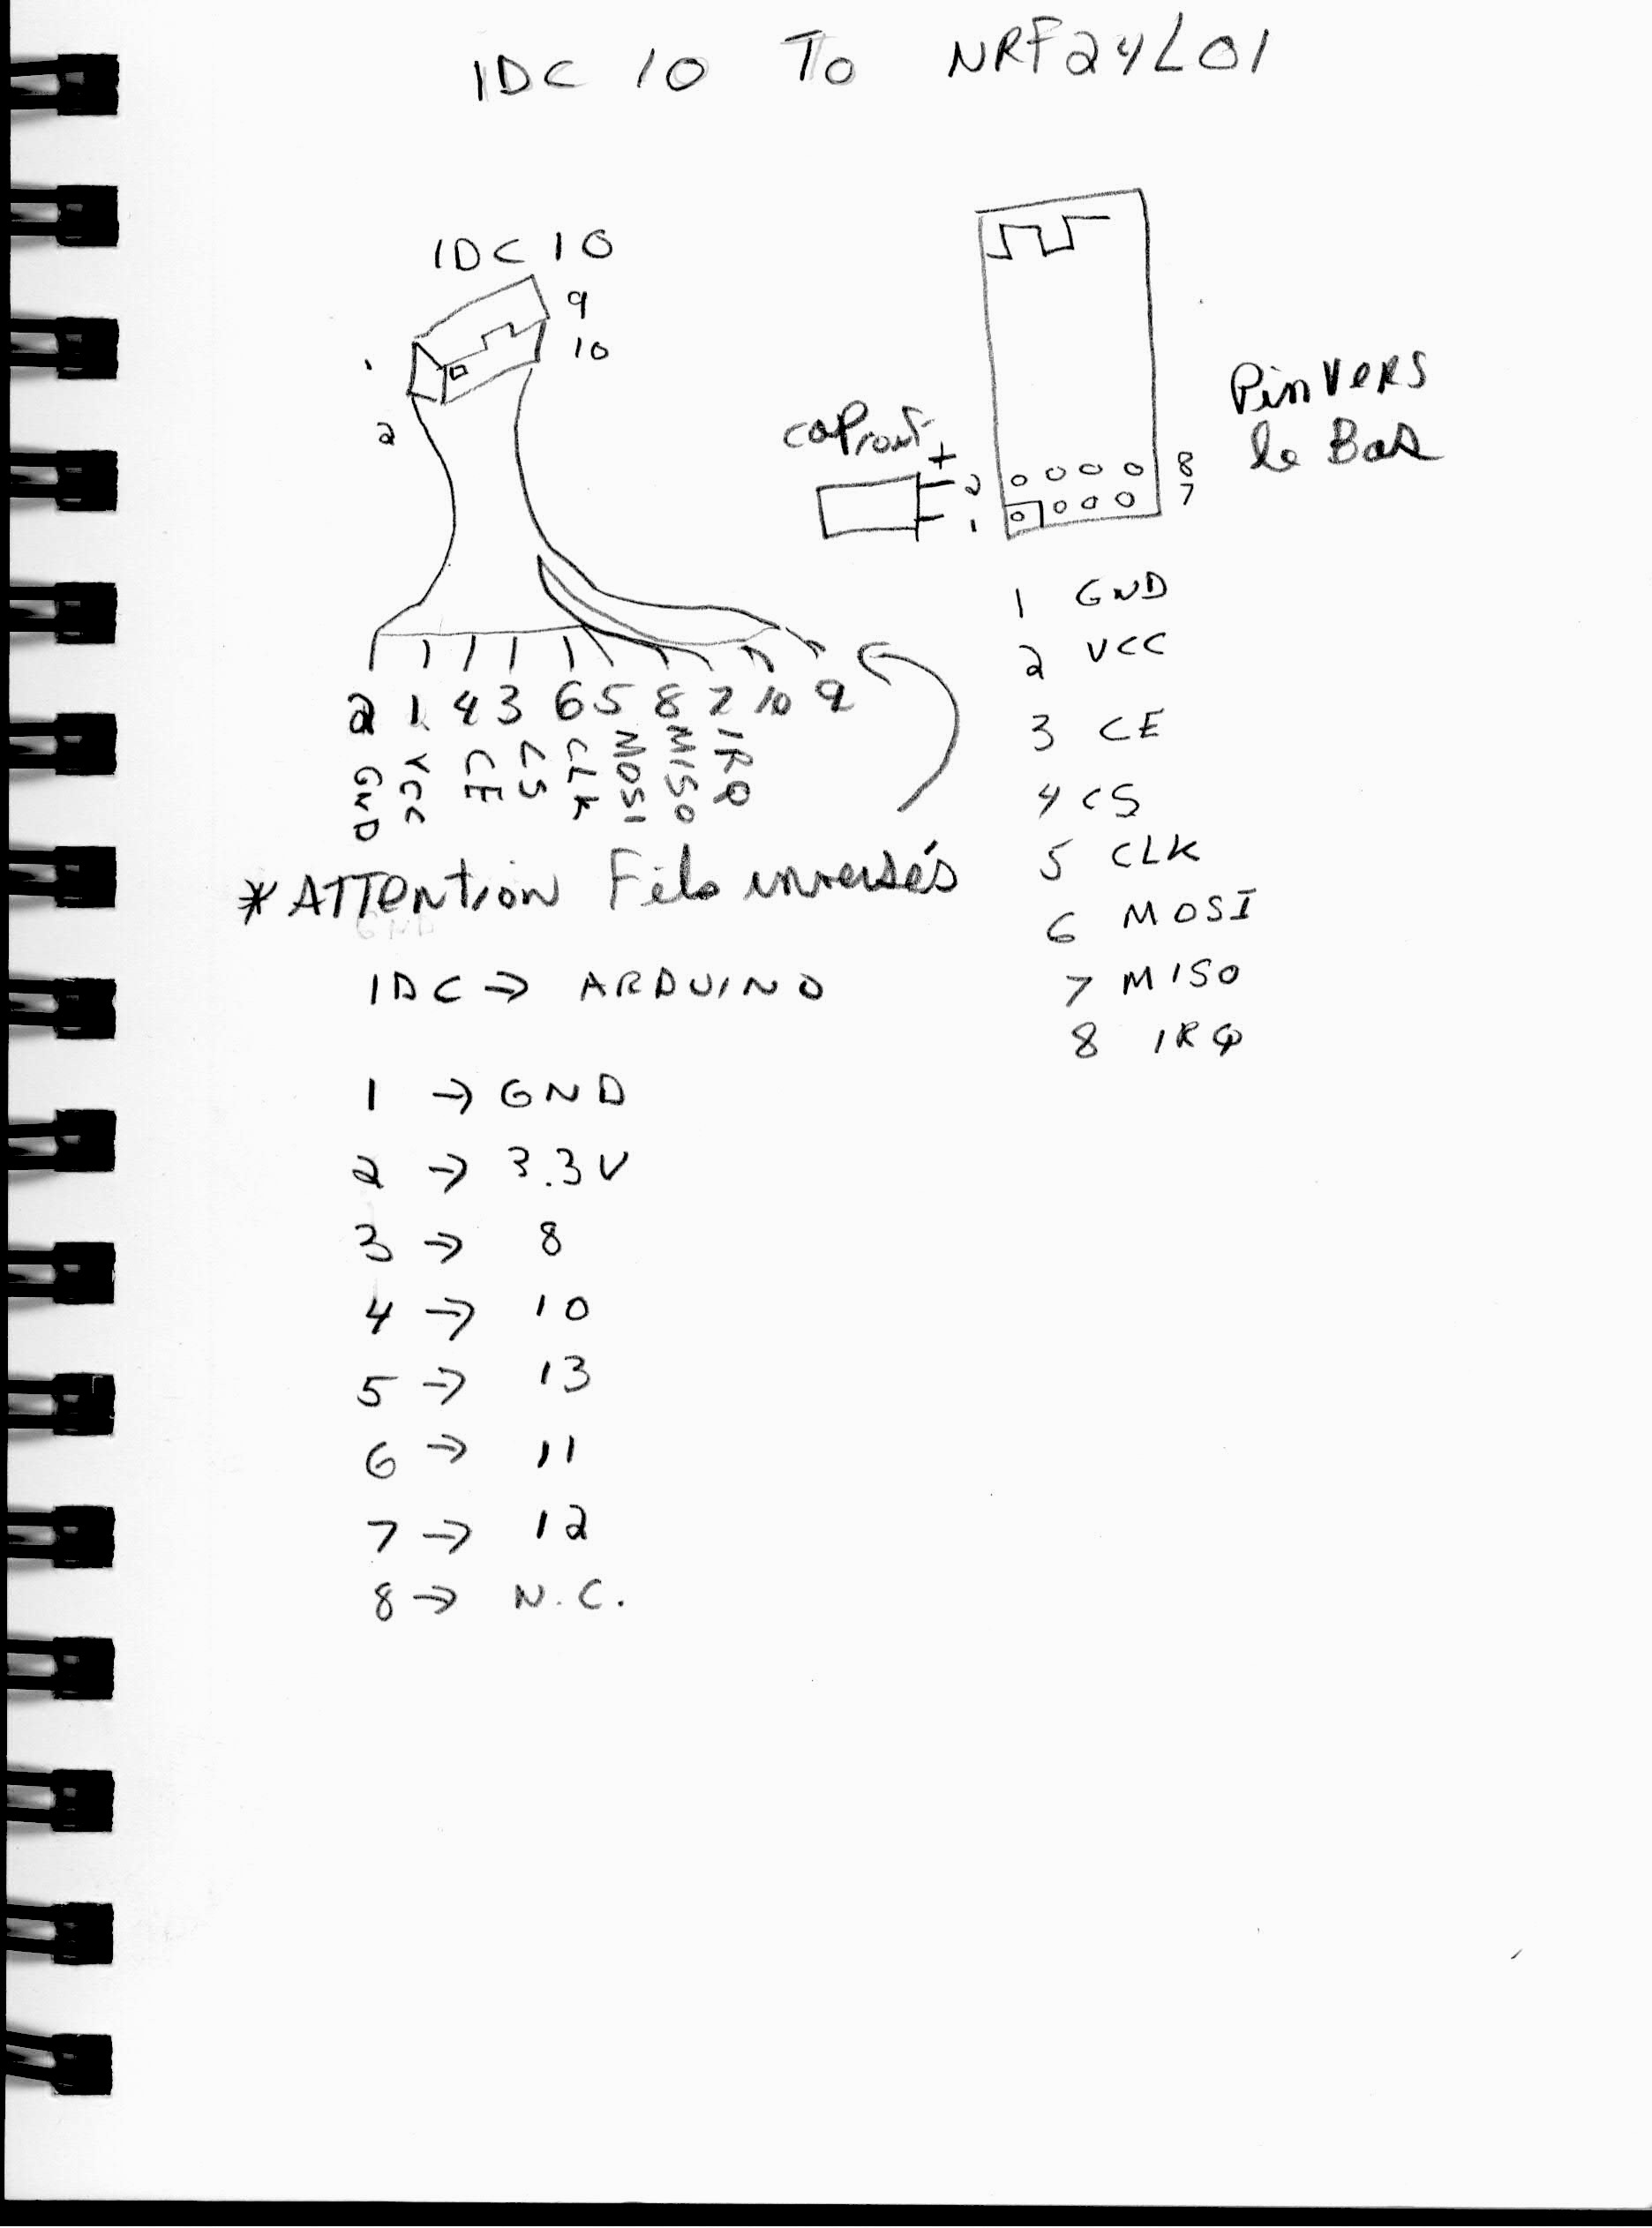 IDC 10 To NRF24L01
IDC 10
9
10
1
2
+
2
1
8
7
Pin VERS
le Bas
2 1 4 3 6 5 8 7 10 9
GND VCC CE CS CLK MOSI MISO IRQ
* ATTENtion Fils inversés
GND
1 GND
2 VCC
3 CE
4 CS
5 CLK
6 MOSI
7 MISO
8 IRQ
IDC → ARDUINO
1 → GND
2 → 3.3V
3 → 8
4 → 10
5 → 13
6 → 11
7 → 12
8 → N.C.